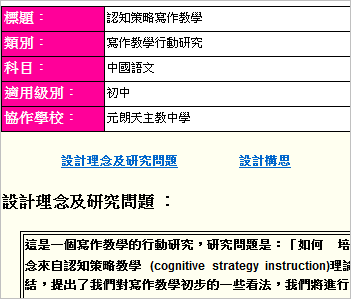 標題： 認知策略寫作教學
類別： 寫作教學行動研究
科目： 中國語文
適用級別： 初中
協作學校： 元朗天主教中學
設計理念及研究問題 設計構思
設計理念及研究問題 ：
這是一個寫作教學的行動研究，研究問題是：「如何 培
念來自認知策略教學 (cognitive strategy instruction)理論
結，提出了我們對寫作教學初步的一些看法，我們將進行